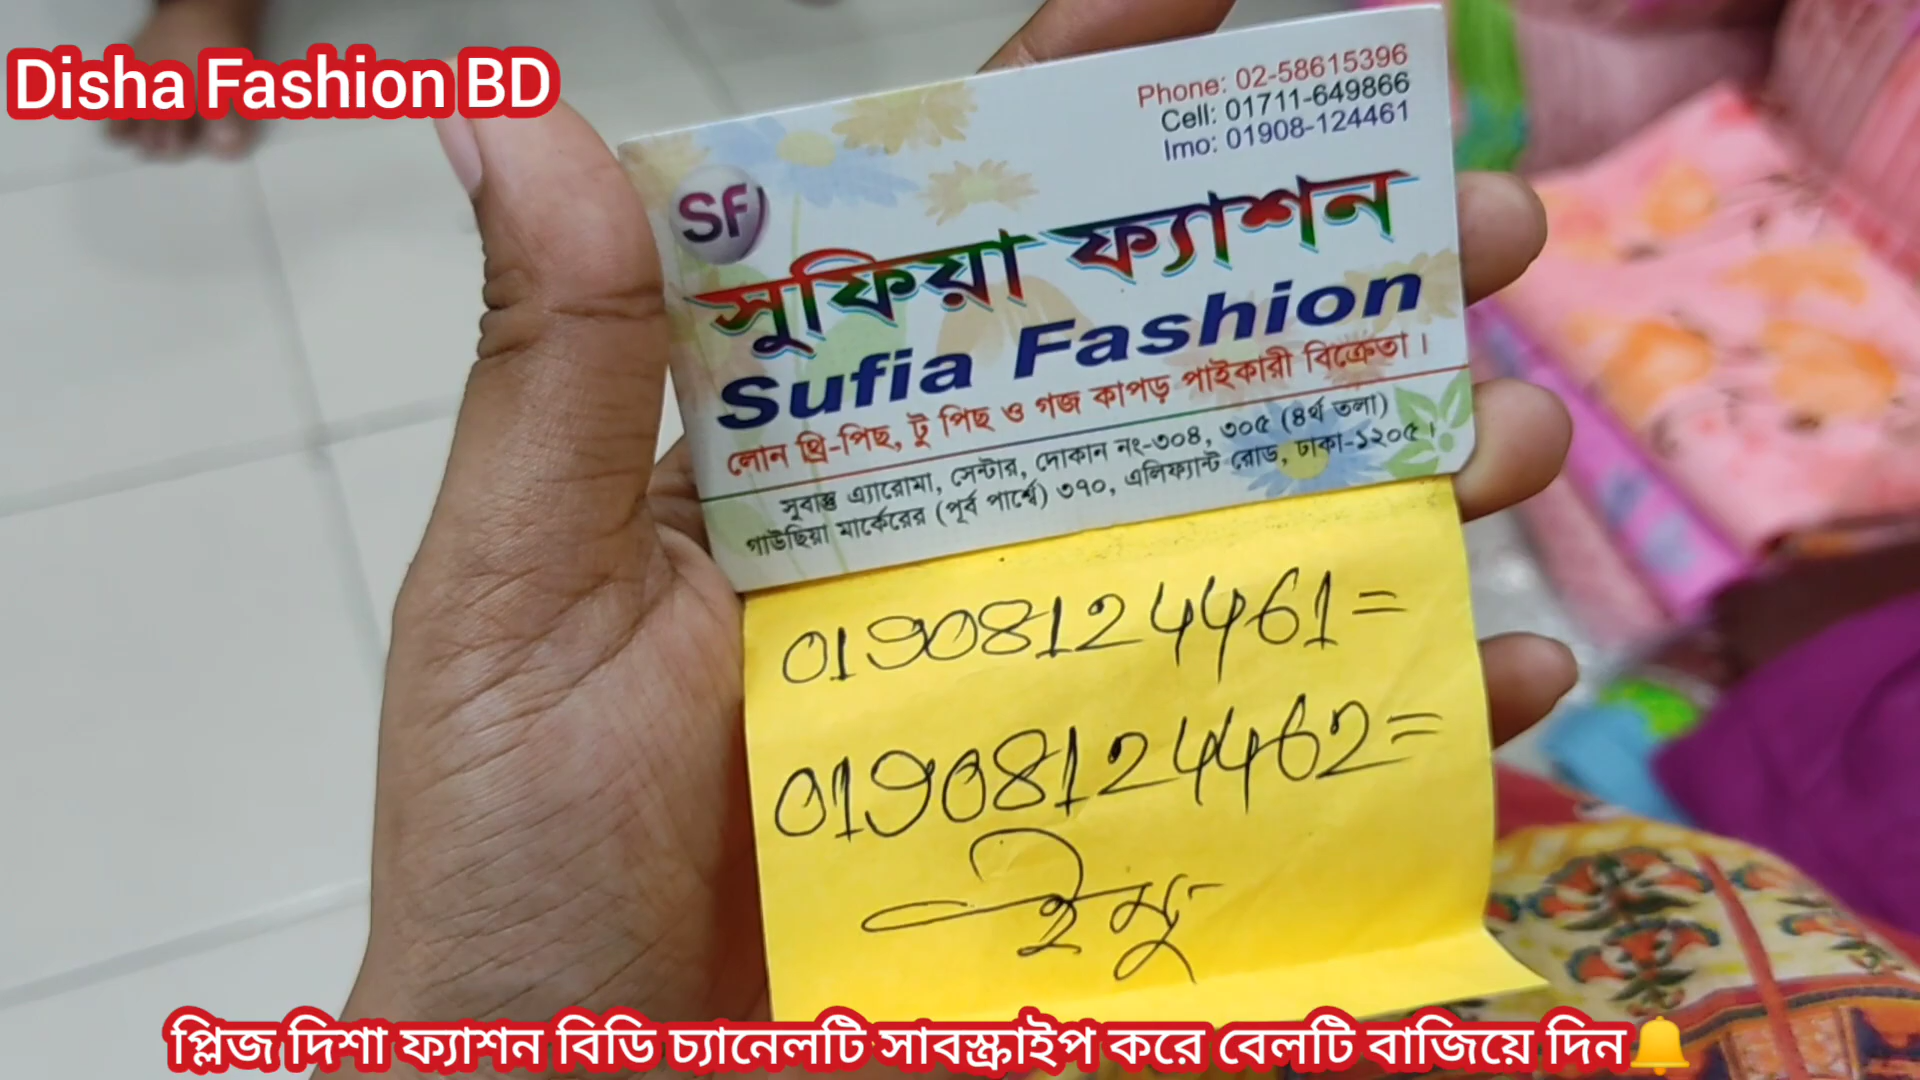 Disha Fashion BD
Phone: 02-58615396
Cell: 01711-649866
Imo: 01908-124461
SF
সুফিয়া ফ্যাশন
Sufia Fashion
লোন থ্রি-পিছ, টু পিছ ও গজ কাপড় পাইকারী বিক্রেতা।
সুবাস্তু এ্যারোমা, সেন্টার, দোকান নং-৩০৪, ৩০৫ (৪র্থ তলা)
গাউছিয়া মার্কেরের (পূর্ব পার্শ্বে) ৩৭০, এলিফ্যান্ট রোড, ঢাকা-১২০৫।
01908124461=
01908124462=
ইমু
প্লিজ দিশা ফ্যাশন বিডি চ্যানেলটি সাবস্ক্রাইপ করে বেলটি বাজিয়ে দিন🔔